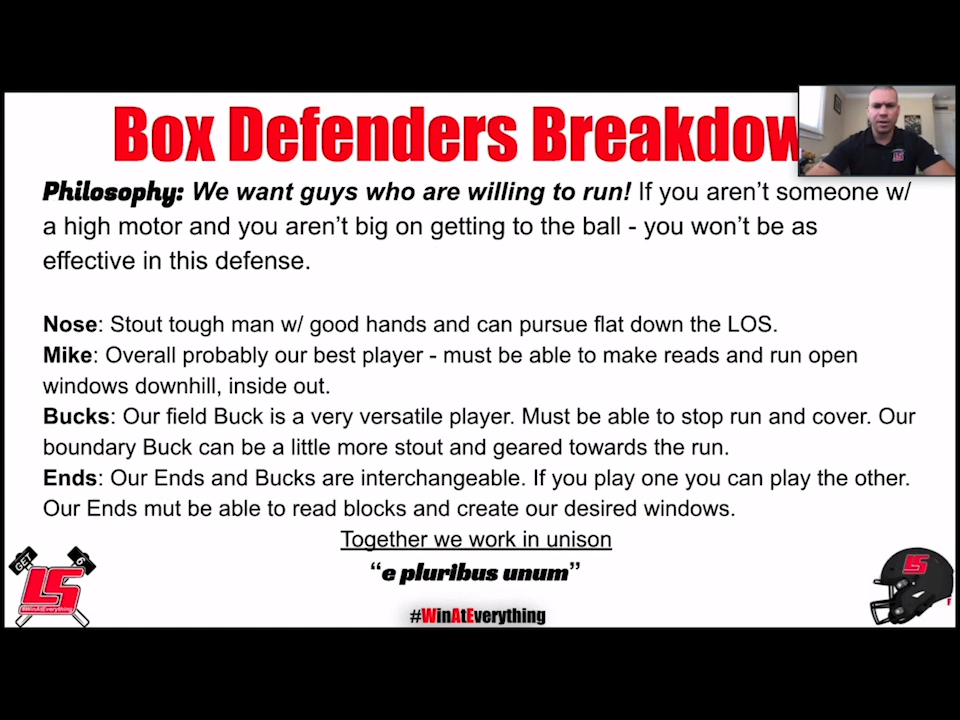 Box Defenders Breakdow
Philosophy: We want guys who are willing to run! If you aren't someone w/
a high motor and you aren't big on getting to the ball - you won't be as
effective in this defense.
Nose: Stout tough man w/ good hands and can pursue flat down the LOS.
Mike: Overall probably our best player - must be able to make reads and run open
windows downhill, inside out.
Bucks: Our field Buck is a very versatile player. Must be able to stop run and cover. Our
boundary Buck can be a little more stout and geared towards the run.
Ends: Our Ends and Bucks are interchangeable. If you play one you can play the other.
Our Ends mut be able to read blocks and create our desired windows.
Together we work in unison
“e pluribus unum”
GET 6
LS
#WinAtEverything
#WinAtEverything
LS
F